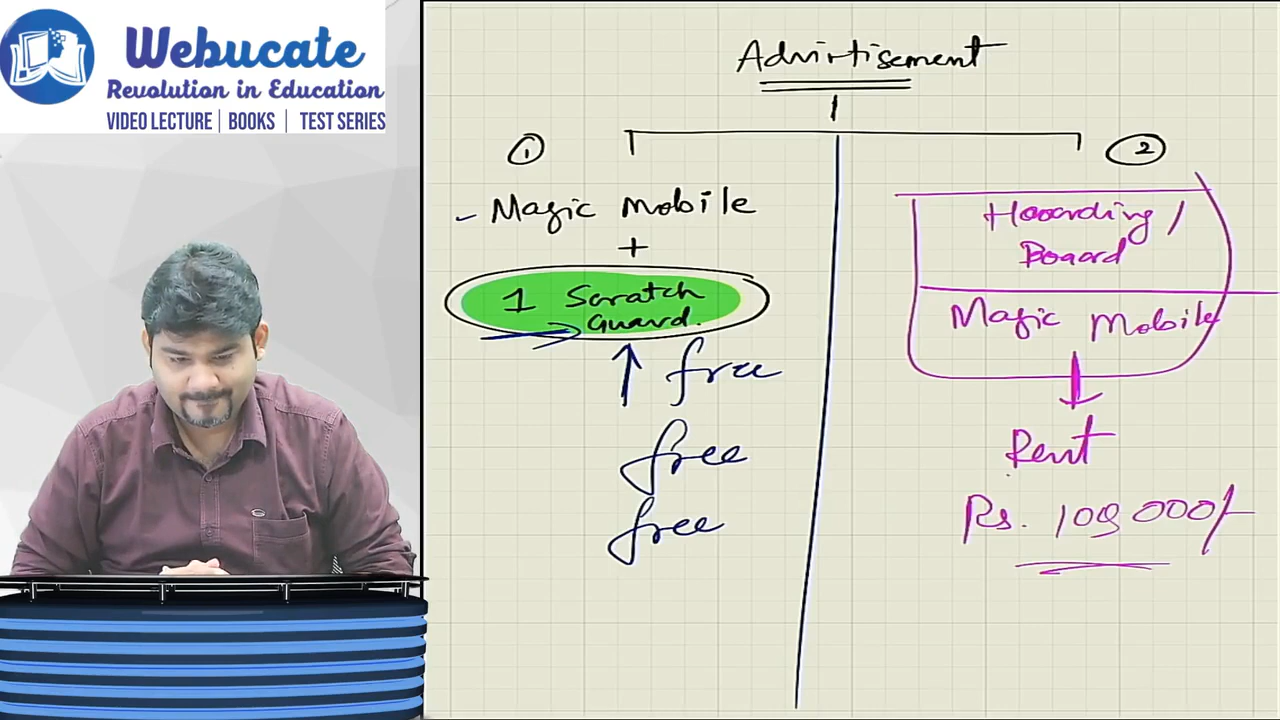 Webucate
Revolution in Education
VIDEO LECTURE | BOOKS | TEST SERIES
Advirtisement
1
Magic Mobile
+
1 Scratch
Guard.
free
free
free
2
Hoarding /
Board
Magic Mobile
Rent
Rs. 100,000/-